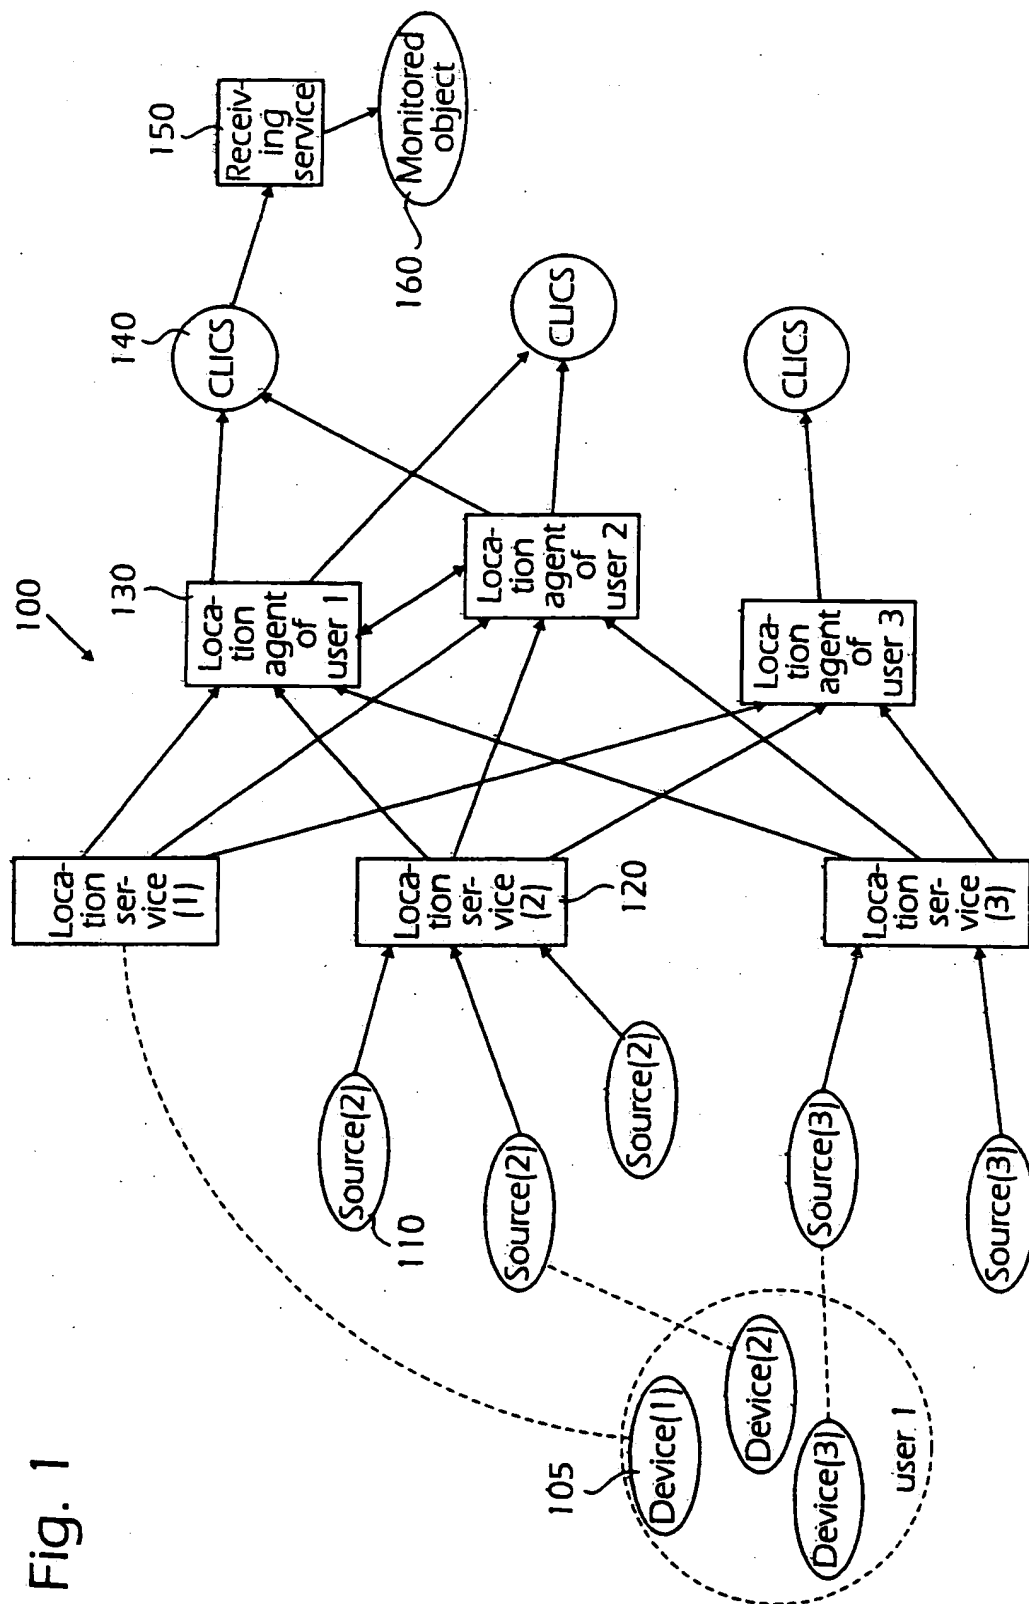 Fig. 1
100
105
Device(1)
Device(2)
Device(3)
user 1
110
Source(2)
Source(2)
Source(2)
Source(3)
Source(3)
Loca-
tion
ser-
vice
(1)
Loca-
tion
ser-
vice
(2)
120
Loca-
tion
ser-
vice
(3)
130
Loca-
tion
agent
of
user 1
Loca-
tion
agent
of
user 2
Loca-
tion
agent
of
user 3
140
CLICS
CLICS
CLICS
150
Receiv-
ing
service
160
Monitored
object